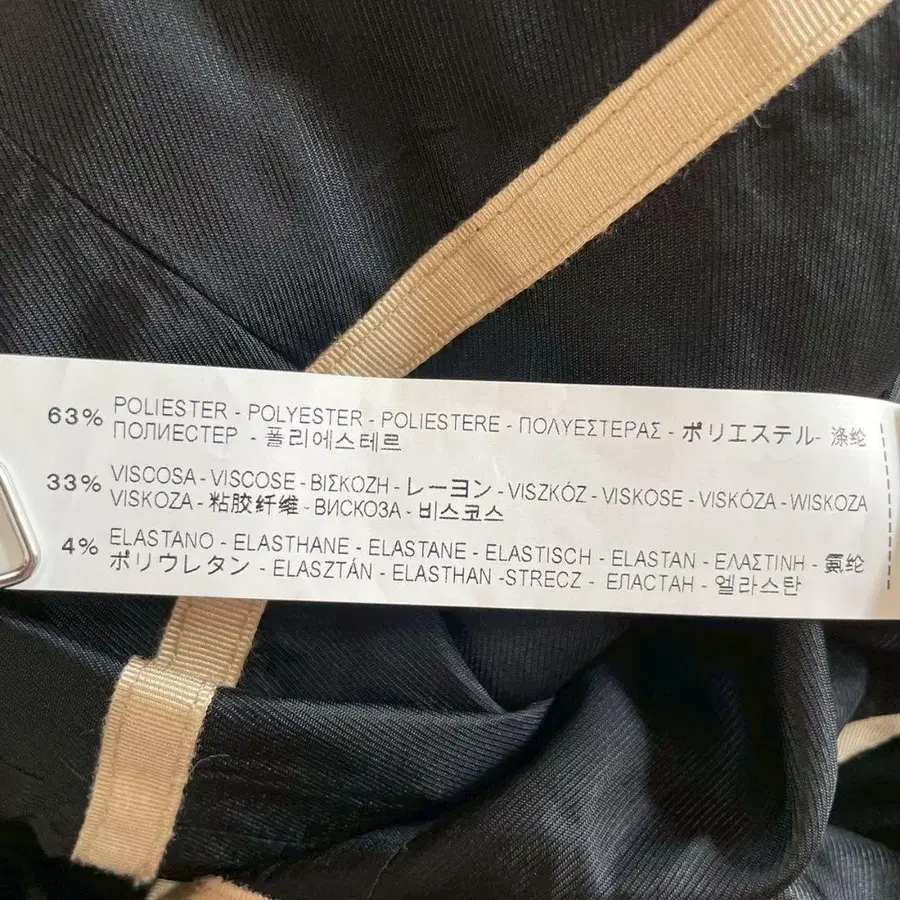 63% POLIESTER - POLYESTER - POLIESTERE - ΠΟΛΥΕΣΤΕΡΑΣ - ポリエステル- 涤纶
ПОЛИЕСТЕР - 폴리에스테르
33% VISCOSA - VISCOSE - ΒΙΣΚΟΖΗ - レーヨン - VISZKÓZ - VISKOSE - VISKÓZA - WISKOZA
VISKOZA - 粘胶纤维 - ВИСКОЗА - 비스코스
4% ELASTANO - ELASTHANE - ELASTANE - ELASTISCH - ELASTAN - ΕΛΑΣΤΙΝΗ - 氨纶
ポリウレタン - ELASZTÁN - ELASTHAN -STRECZ - ЕЛАСТАН - 엘라스탄